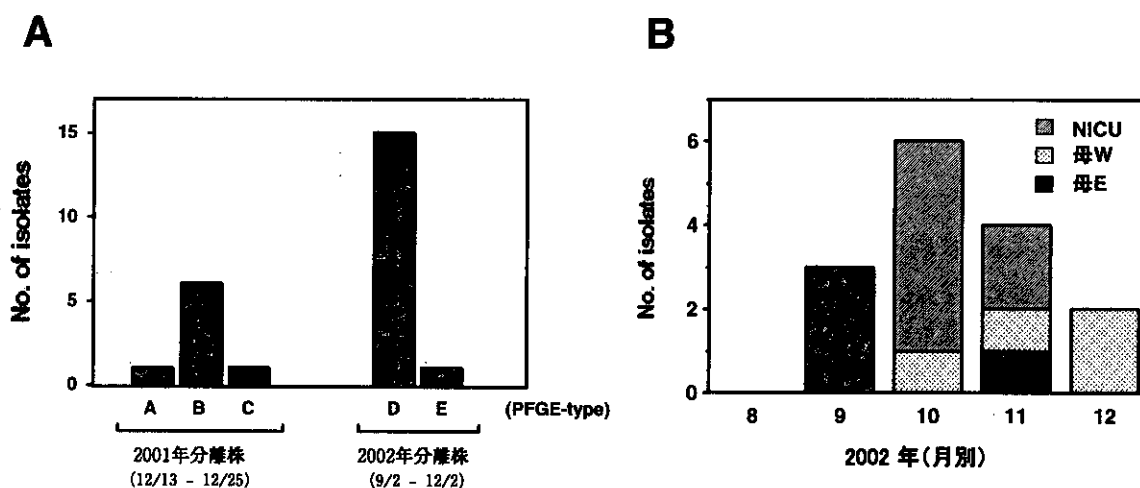 A
No. of isolates
15
10
5
0
A B C D E (PFGE-type)
2001年分離株 2002年分離株
(12/13 - 12/25) (9/2 - 12/2)
B
No. of isolates
6
4
2
0
NICU
母W
母E
8 9 10 11 12
2002 年(月別)